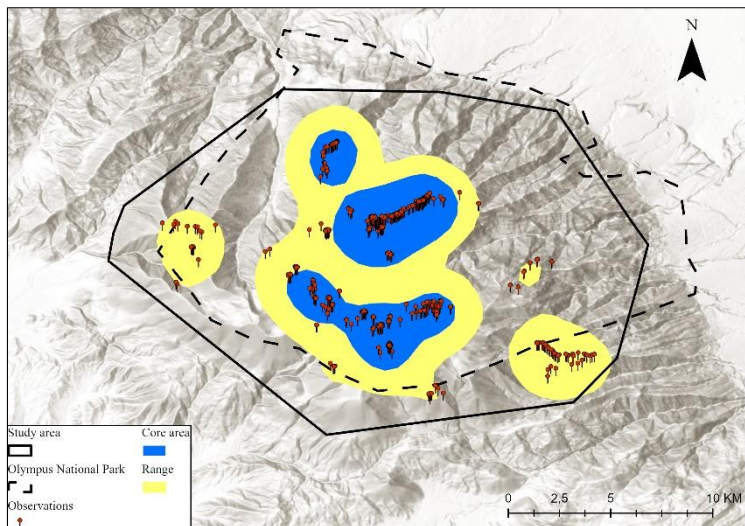 N
Study area Core area
Olympus National Park Range
Observations
0 2,5 5 10 KM